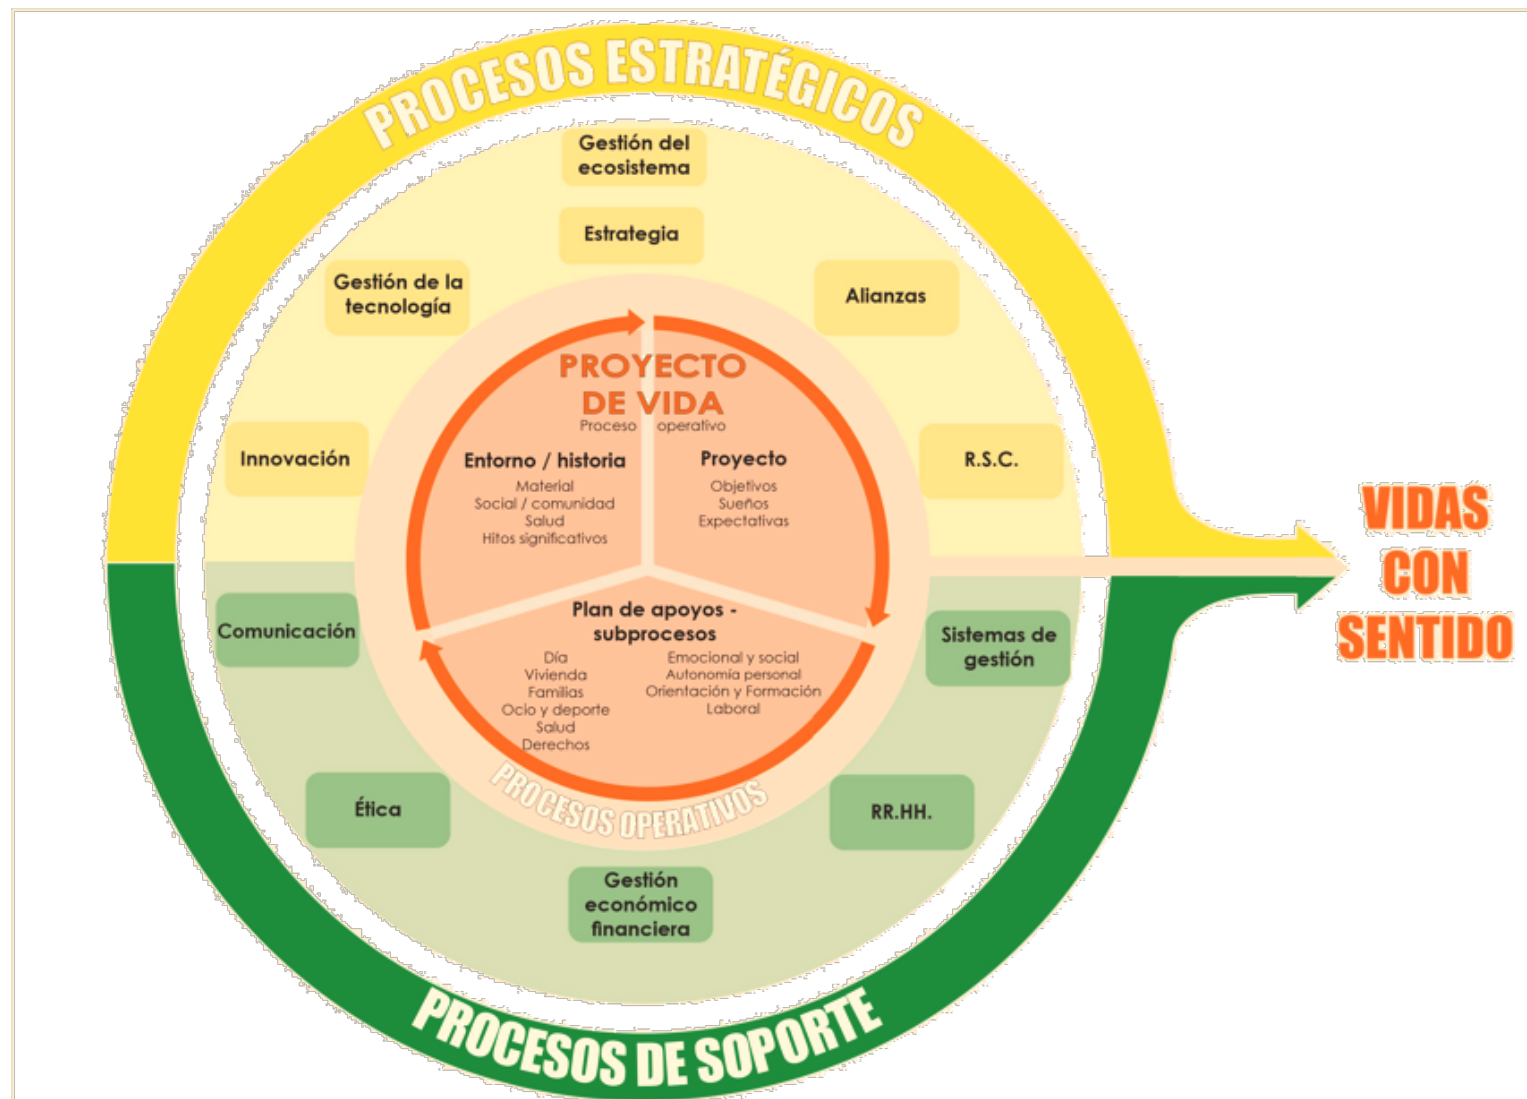 PROCESOS ESTRATÉGICOS
Gestión del
ecosistema
Estrategia
Gestión de la
tecnología
Alianzas
Innovación
R.S.C.
PROYECTO
DE VIDA
Proceso operativo
Entorno / historia
Material
Social / comunidad
Salud
Hitos significativos
Proyecto
Objetivos
Sueños
Expectativas
Plan de apoyos -
subprocesos
Día
Vivienda
Familias
Ocio y deporte
Salud
Derechos
Emocional y social
Autonomía personal
Orientación y Formación
Laboral
PROCESOS OPERATIVOS
Comunicación
Sistemas de
gestión
Ética
RR.HH.
Gestión
económico
financiera
PROCESOS DE SOPORTE
VIDAS
CON
SENTIDO